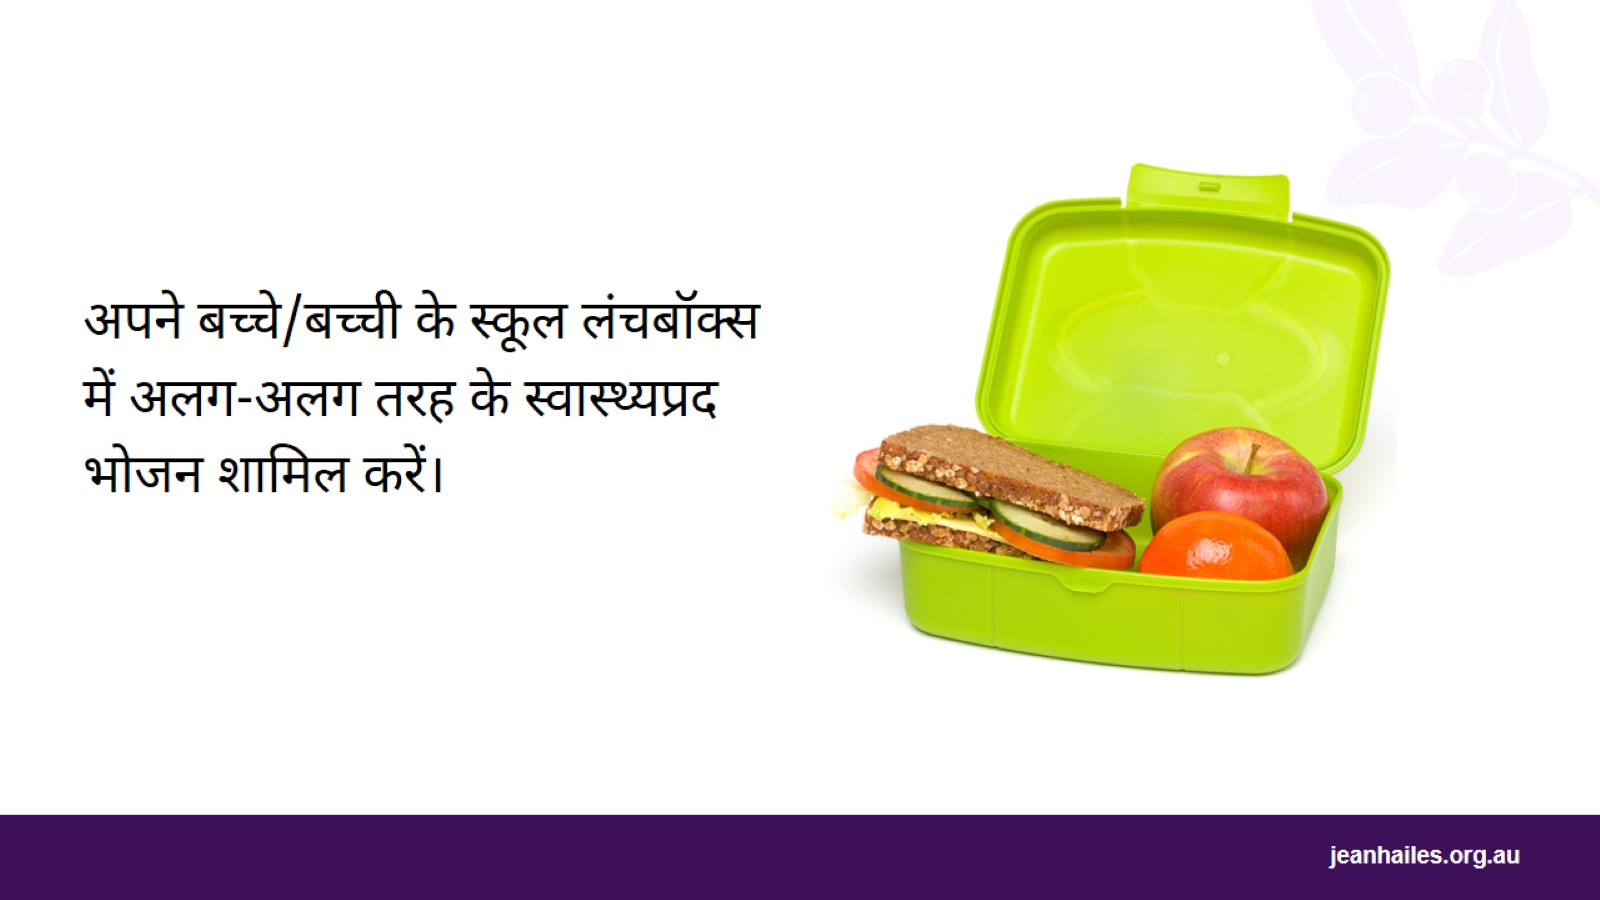 अपने बच्चे/बच्ची के स्कूल लंचबॉक्स
में अलग-अलग तरह के स्वास्थ्यप्रद
भोजन शामिल करें।
jeanhailes.org.au